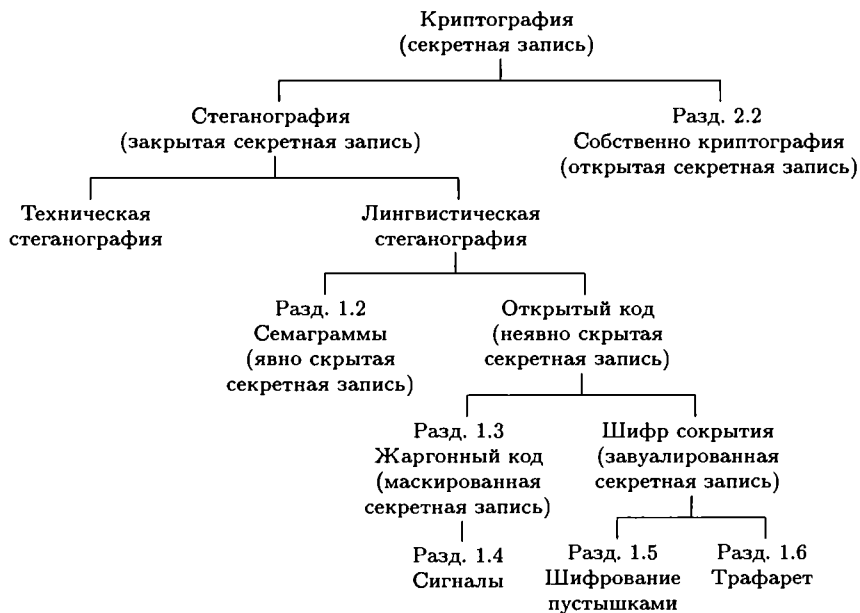 Криптография
(секретная запись)
Стеганография
(закрытая секретная запись)
Разд. 2.2
Собственно криптография
(открытая секретная запись)
Техническая
стеганография
Лингвистическая
стеганография
Разд. 1.2
Семаграммы
(явно скрытая
секретная запись)
Открытый код
(неявно скрытая
секретная запись)
Разд. 1.3
Жаргонный код
(маскированная
секретная запись)
Шифр сокрытия
(завуалированная
секретная запись)
Разд. 1.4
Сигналы
Разд. 1.5
Шифрование
пустышками
Разд. 1.6
Трафарет